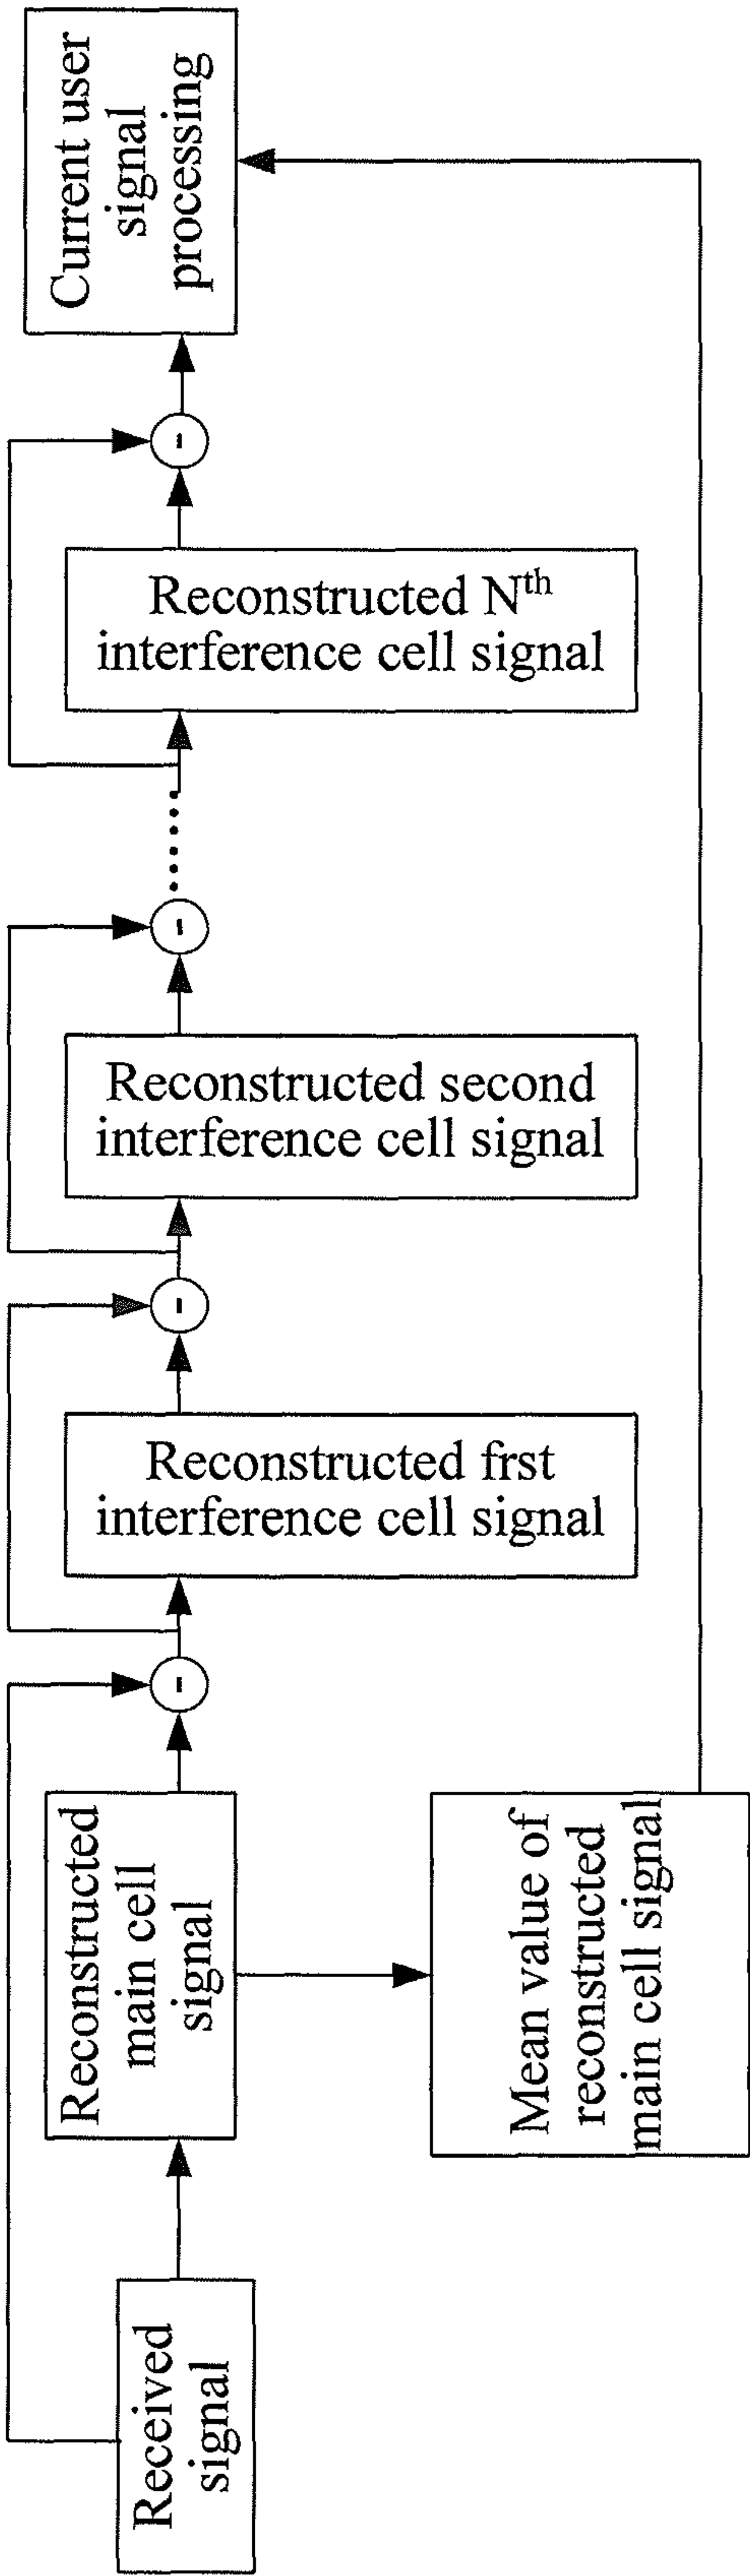 Received
signal
Reconstructed
main cell
signal
Mean value of
reconstructed
main cell signal
-
Reconstructed frst
interference cell signal
-
Reconstructed second
interference cell signal
-
......
Reconstructed Nth
interference cell signal
-
Current user
signal
processing